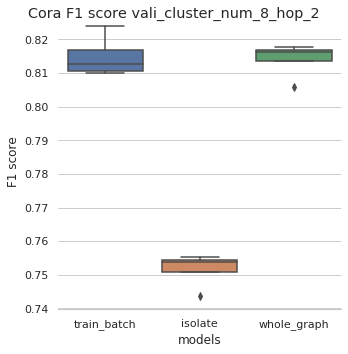 Cora F1 score vali_cluster_num_8_hop_2
0.82
0.81
0.80
0.79
0.78
0.77
0.76
0.75
0.74
F1 score
train_batch isolate whole_graph
models